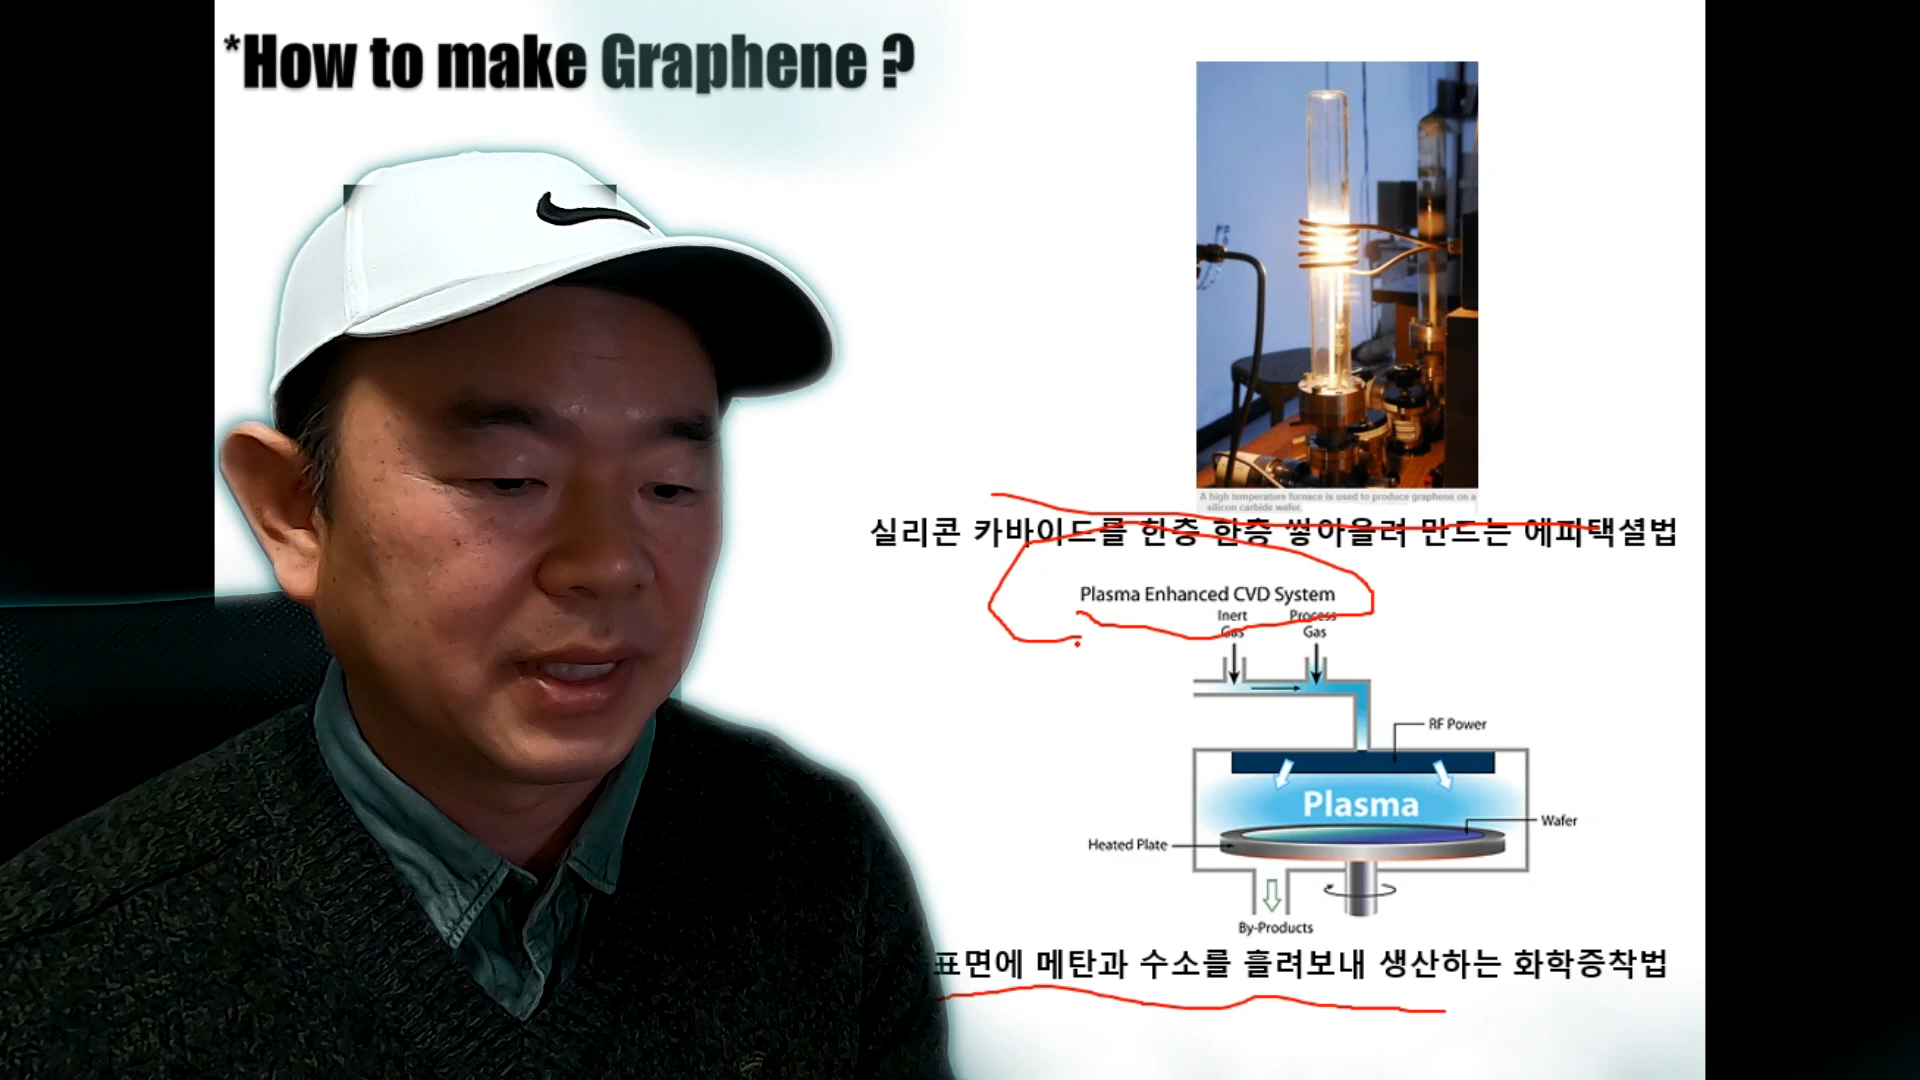 *How to make Graphene ?
A high temperature furnace is used to produce graphene on a
silicon carbide wafer.
실리콘 카바이드를 한층 한층 쌓아올려 만드는 에피택셜법
Plasma Enhanced CVD System
Inert Gas
Process Gas
RF Power
Plasma
Wafer
Heated Plate
By-Products
표면에 메탄과 수소를 흘려보내 생산하는 화학증착법